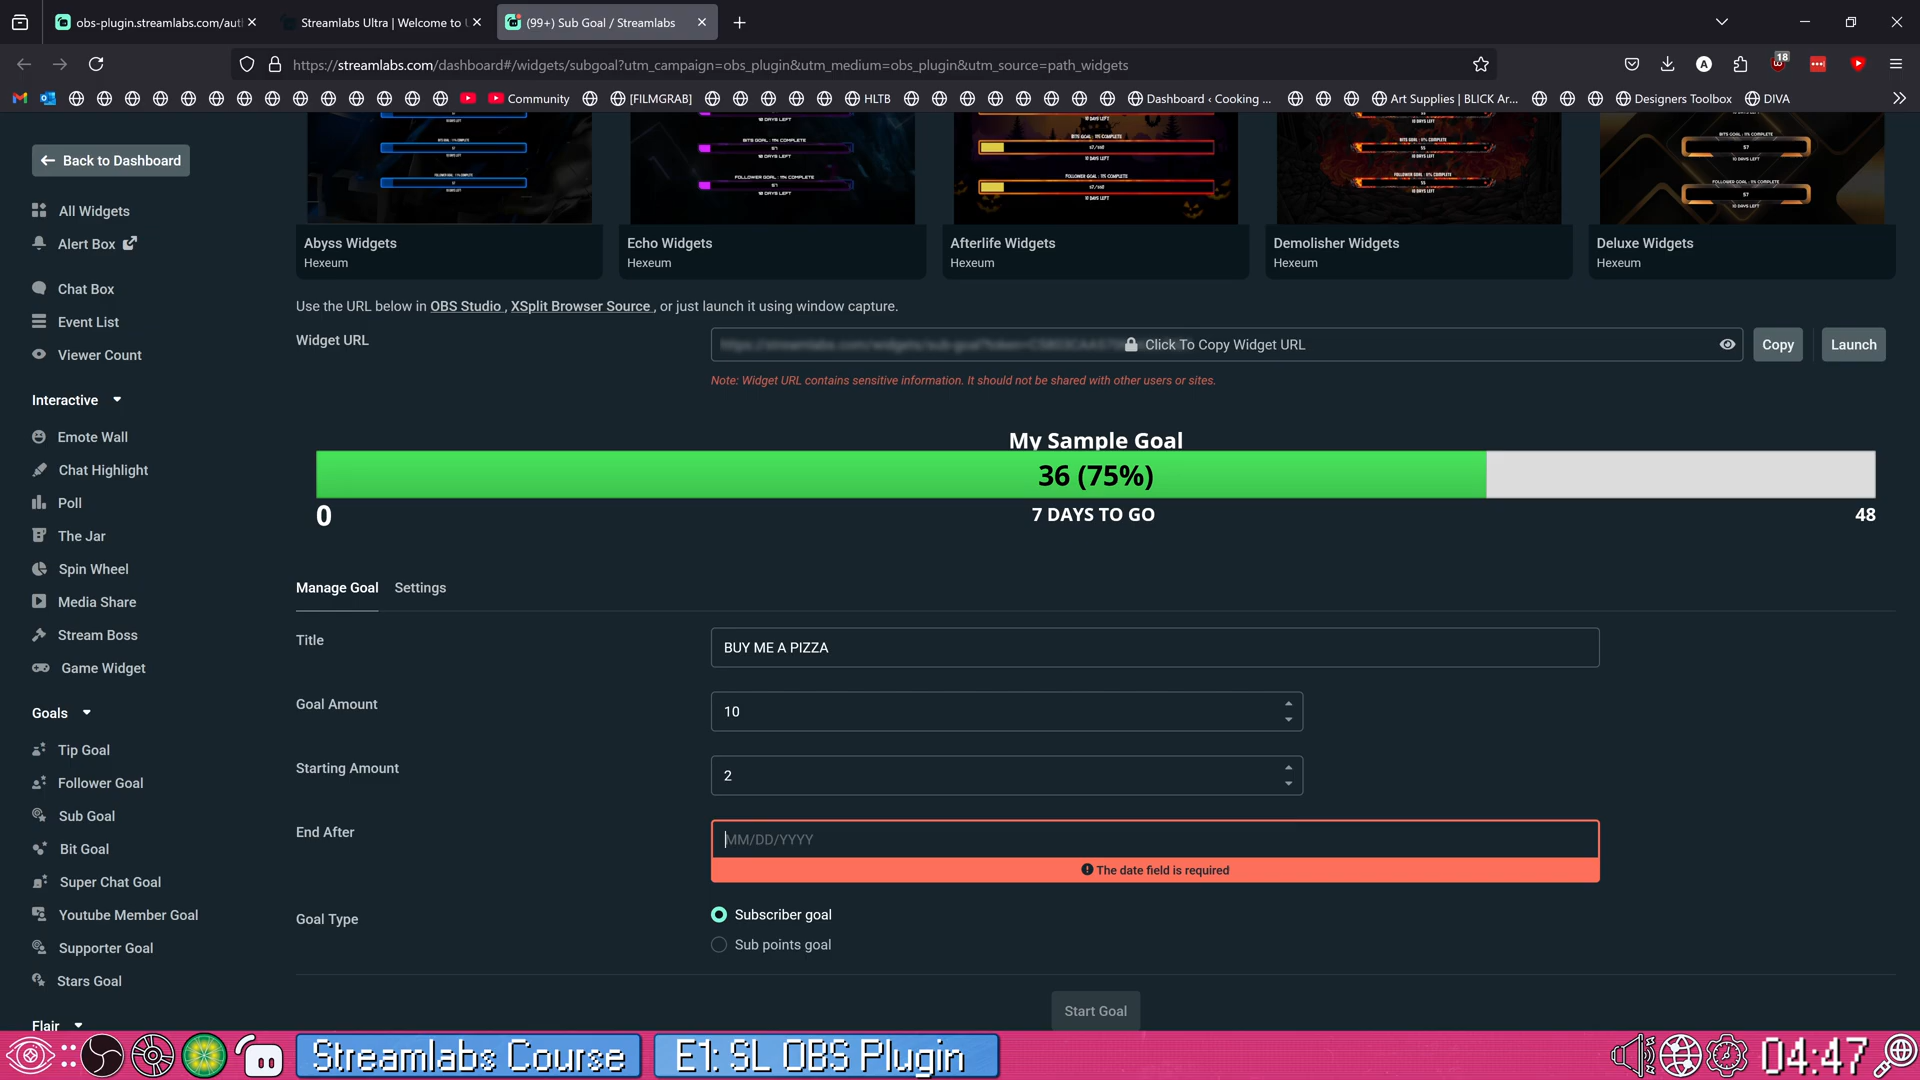 obs-plugin.streamlabs.com/aut
Streamlabs Ultra | Welcome to U
(99+) Sub Goal / Streamlabs
https://streamlabs.com/dashboard#/widgets/subgoal?utm_campaign=obs_plugin&utm_medium=obs_plugin&utm_source=path_widgets
A
18
Community
[FILMGRAB]
HLTB
Dashboard ‹ Cooking ...
Art Supplies | BLICK Ar...
Designers Toolbox
DIVA
Back to Dashboard
All Widgets
Alert Box
Chat Box
Event List
Viewer Count
Interactive
Emote Wall
Chat Highlight
Poll
The Jar
Spin Wheel
Media Share
Stream Boss
Game Widget
Goals
Tip Goal
Follower Goal
Sub Goal
Bit Goal
Super Chat Goal
Youtube Member Goal
Supporter Goal
Stars Goal
Flair
Abyss Widgets
Hexeum
Echo Widgets
Hexeum
Afterlife Widgets
Hexeum
Demolisher Widgets
Hexeum
Deluxe Widgets
Hexeum
Use the URL below in OBS Studio , XSplit Browser Source , or just launch it using window capture.
Widget URL
Click To Copy Widget URL
Copy
Launch
Note: Widget URL contains sensitive information. It should not be shared with other users or sites.
My Sample Goal
36 (75%)
0
7 DAYS TO GO
48
Manage Goal
Settings
Title
BUY ME A PIZZA
Goal Amount
10
Starting Amount
2
End After
MM/DD/YYYY
The date field is required
Goal Type
Subscriber goal
Sub points goal
Start Goal
Streamlabs Course
E1: SL OBS Plugin
04:47